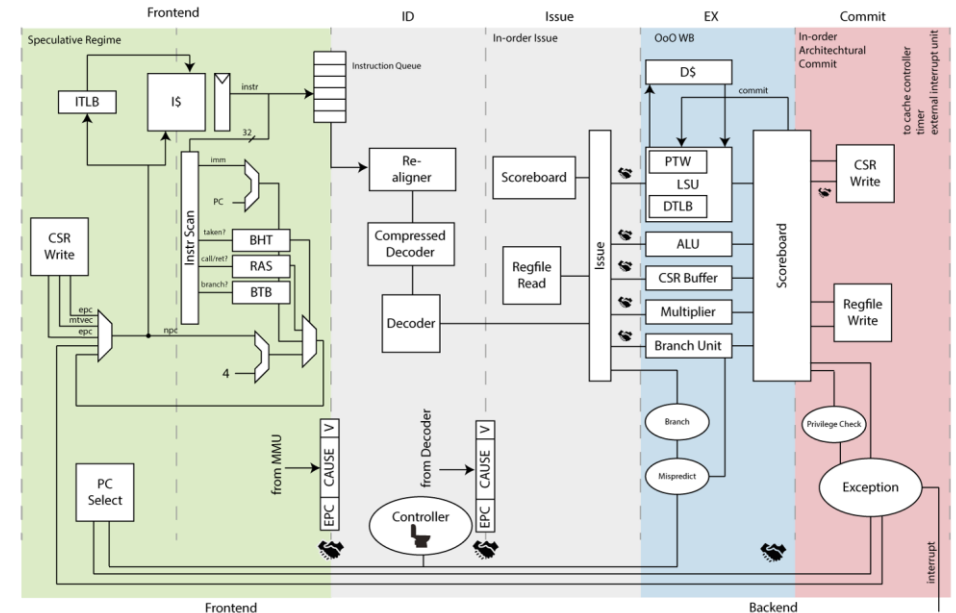 Frontend
ID
Issue
EX
Commit
Speculative Regime
In-order Issue
OoO WB
In-order
Architechtural
Commit
to cache controller
timer
external interrupt unit
ITLB
I$
instr
Instruction Queue
32
D$
commit
Instr Scan
imm
PC
Re-
aligner
Scoreboard
Issue
PTW
LSU
DTLB
Scoreboard
CSR
Write
CSR
Write
taken?
BHT
call/ret?
RAS
branch?
BTB
Compressed
Decoder
Regfile
Read
ALU
CSR Buffer
Multiplier
Branch Unit
Regfile
Write
epc
mtvec
epc
npc
4
Decoder
from MMU
EPC
CAUSE
V
from Decoder
EPC
CAUSE
V
Branch
Mispredict
Privilege Check
Exception
PC
Select
Controller
interrupt
Frontend
Backend